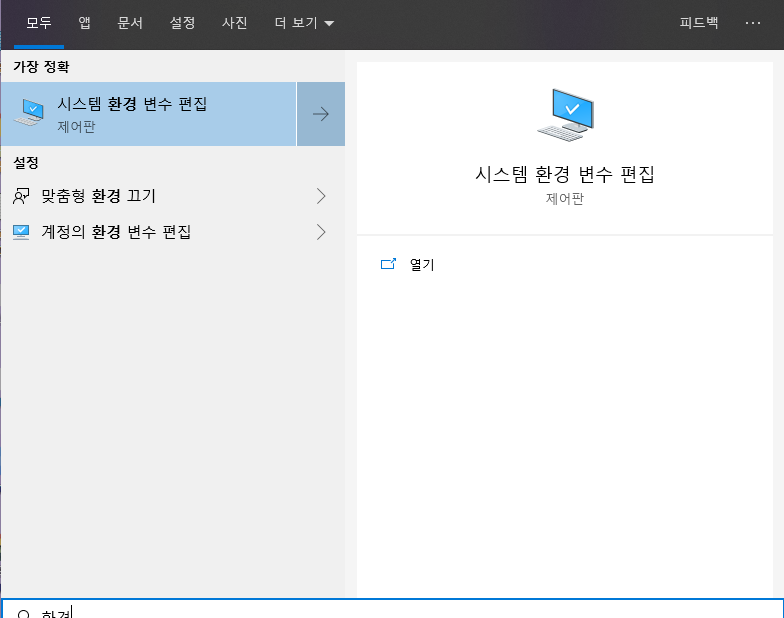 모두 앱 문서 설정 사진 더 보기 피드백 ...
가장 정확
시스템 환경 변수 편집
제어판
설정
맞춤형 환경 끄기
계정의 환경 변수 편집
시스템 환경 변수 편집
제어판
열기
환경